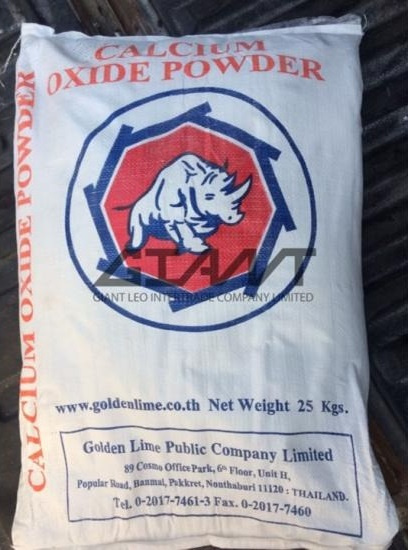 CALCIUM
OXIDE POWDER
CALCIUM OXIDE POWDER
GIANT
GIANT LEO INTERTRADE COMPANY LIMITED
www.goldenlime.co.th Net Weight 25 Kgs.
Golden Lime Public Company Limited
89 Cosmo Office Park, 6th Floor, Unit H,
Popular Road, Banmai, Pakkret, Nonthaburi 11120 : THAILAND.
Tel. 0-2017-7461-3 Fax. 0-2017-7460